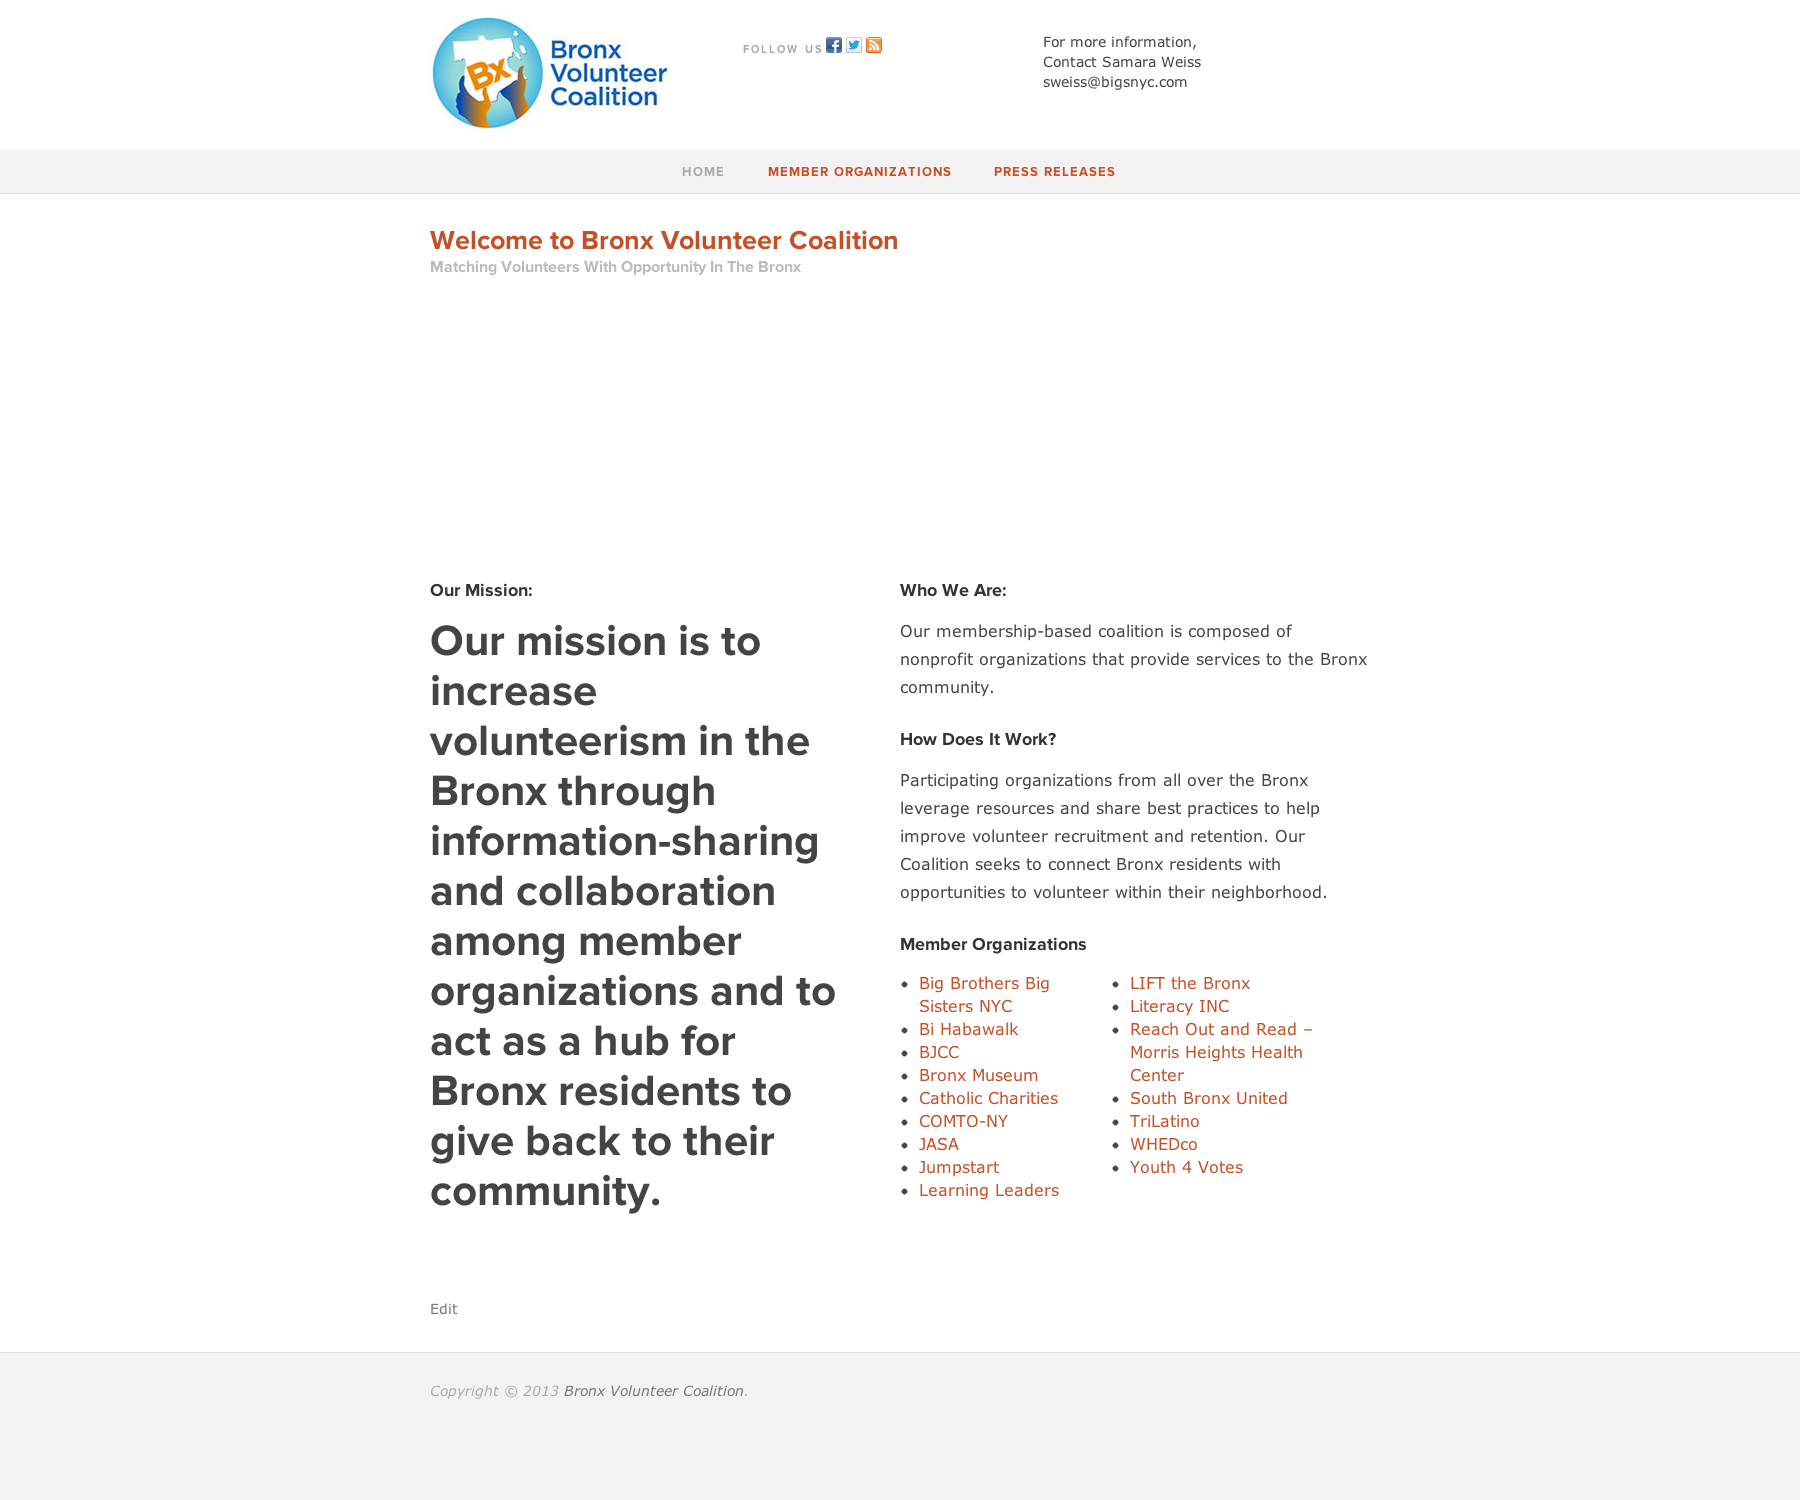 Bx
Bronx
Volunteer
Coalition
FOLLOW US
For more information,
Contact Samara Weiss
sweiss@bigsnyc.com
HOME
MEMBER ORGANIZATIONS
PRESS RELEASES
Welcome to Bronx Volunteer Coalition
Matching Volunteers With Opportunity In The Bronx
Our Mission:
Our mission is to
increase
volunteerism in the
Bronx through
information-sharing
and collaboration
among member
organizations and to
act as a hub for
Bronx residents to
give back to their
community.
Who We Are:
Our membership-based coalition is composed of
nonprofit organizations that provide services to the Bronx
community.
How Does It Work?
Participating organizations from all over the Bronx
leverage resources and share best practices to help
improve volunteer recruitment and retention. Our
Coalition seeks to connect Bronx residents with
opportunities to volunteer within their neighborhood.
Member Organizations
Big Brothers Big
Sisters NYC
Bi Habawalk
BJCC
Bronx Museum
Catholic Charities
COMTO-NY
JASA
Jumpstart
Learning Leaders
LIFT the Bronx
Literacy INC
Reach Out and Read –
Morris Heights Health
Center
South Bronx United
TriLatino
WHEDco
Youth 4 Votes
Edit
Copyright © 2013 Bronx Volunteer Coalition.